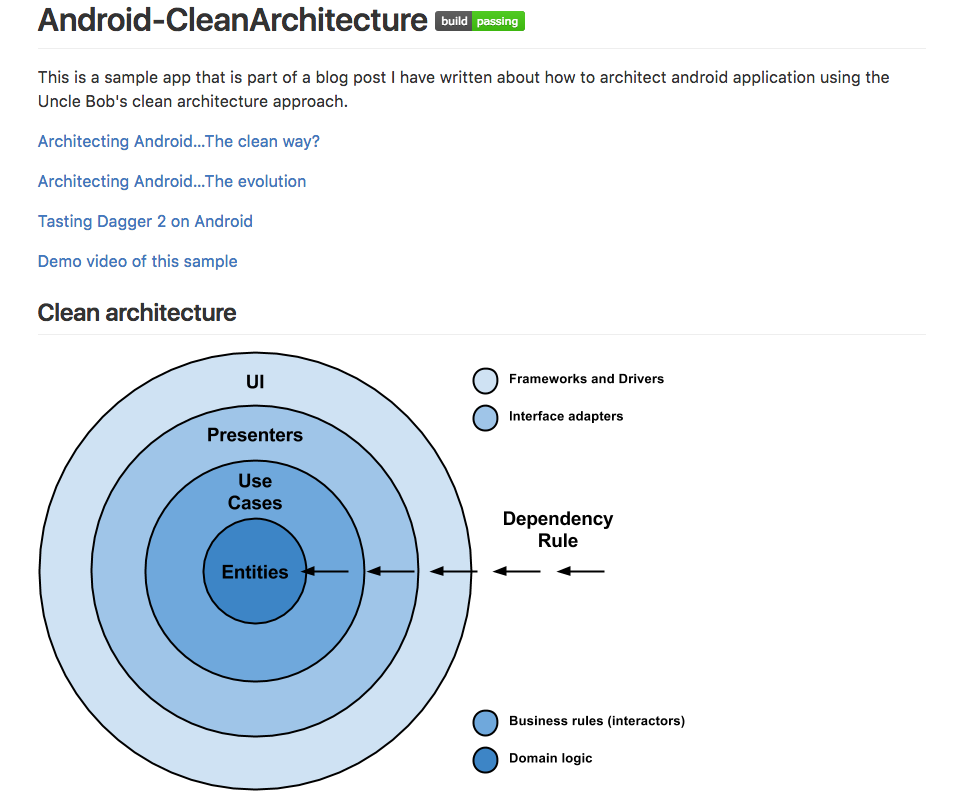 Android-CleanArchitecture build passing
This is a sample app that is part of a blog post I have written about how to architect android application using the
Uncle Bob's clean architecture approach.
Architecting Android...The clean way?
Architecting Android...The evolution
Tasting Dagger 2 on Android
Demo video of this sample
Clean architecture
UI
Presenters
Use
Cases
Entities
Frameworks and Drivers
Interface adapters
Dependency
Rule
Business rules (interactors)
Domain logic